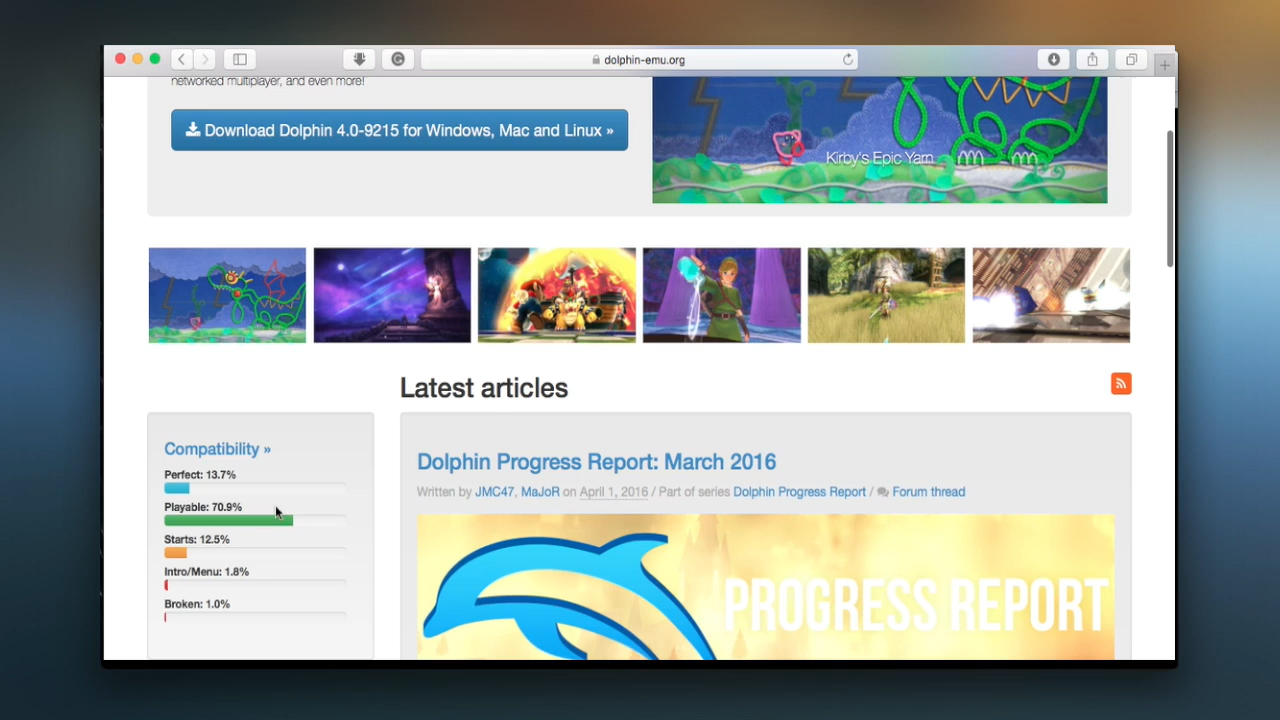 dolphin-emu.org
networked multiplayer, and even more!
Download Dolphin 4.0-9215 for Windows, Mac and Linux »
Kirby's Epic Yarn
Latest articles
Compatibility »
Perfect: 13.7%
Playable: 70.9%
Starts: 12.5%
Intro/Menu: 1.8%
Broken: 1.0%
Dolphin Progress Report: March 2016
Written by JMC47, MaJoR on April 1, 2016 / Part of series Dolphin Progress Report / Forum thread
PROGRESS REPORT